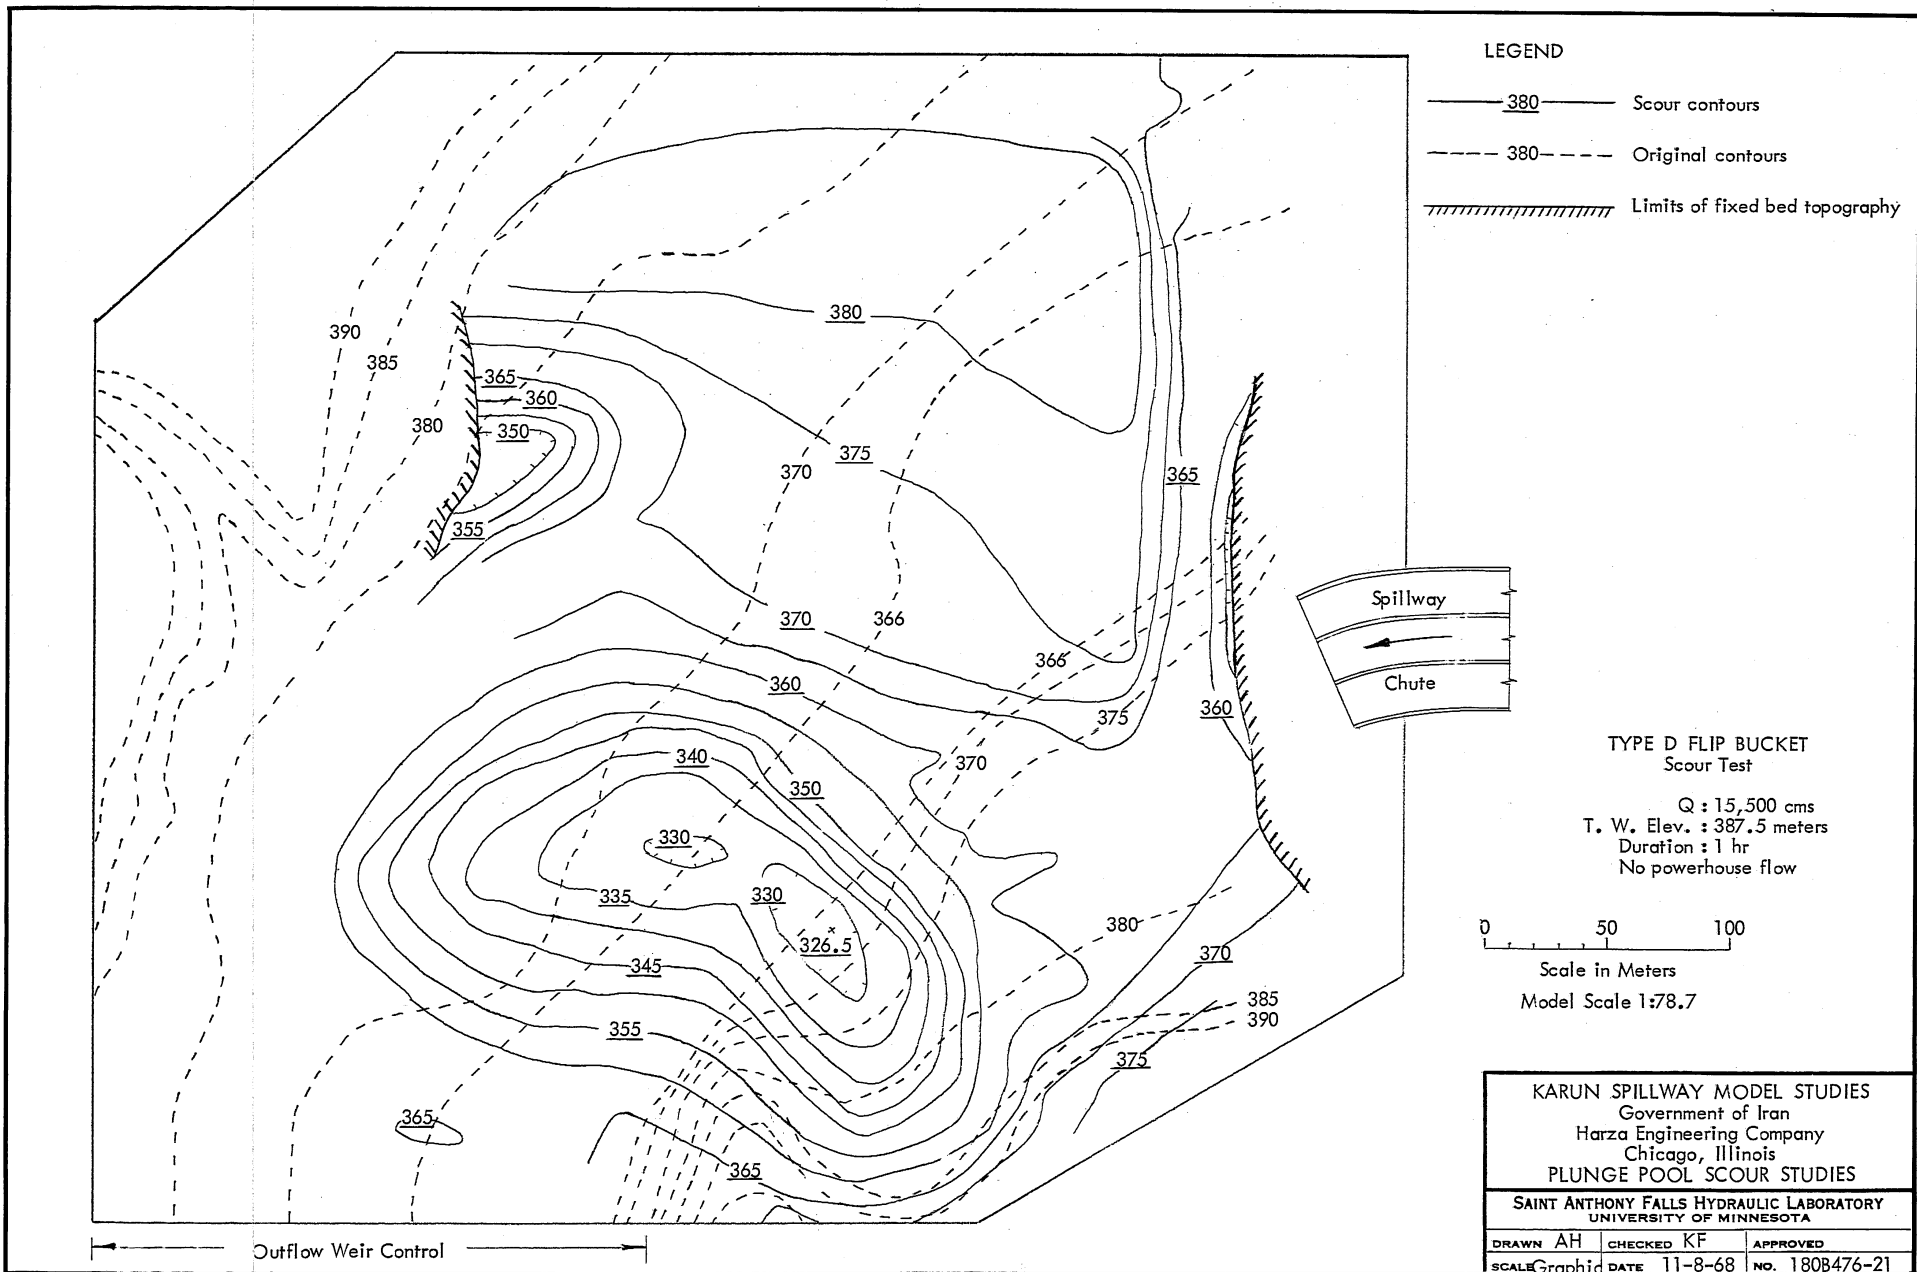 LEGEND
380 Scour contours
380 Original contours
Limits of fixed bed topography
390
385
380
380
365
360
350
355
375
370
365
370
366
370
366
360
375
360
370
340
350
330
335
330
326.5
345
355
380
370
385
390
375
365
365
Spillway
Chute
TYPE D FLIP BUCKET
Scour Test
Q : 15,500 cms
T. W. Elev. : 387.5 meters
Duration : 1 hr
No powerhouse flow
0 50 100
Scale in Meters
Model Scale 1:78.7
Outflow Weir Control
KARUN SPILLWAY MODEL STUDIES
Government of Iran
Harza Engineering Company
Chicago, Illinois
PLUNGE POOL SCOUR STUDIES
SAINT ANTHONY FALLS HYDRAULIC LABORATORY
UNIVERSITY OF MINNESOTA
DRAWN AH CHECKED KF APPROVED
SCALE Graphic DATE 11-8-68 NO. 180B476-21